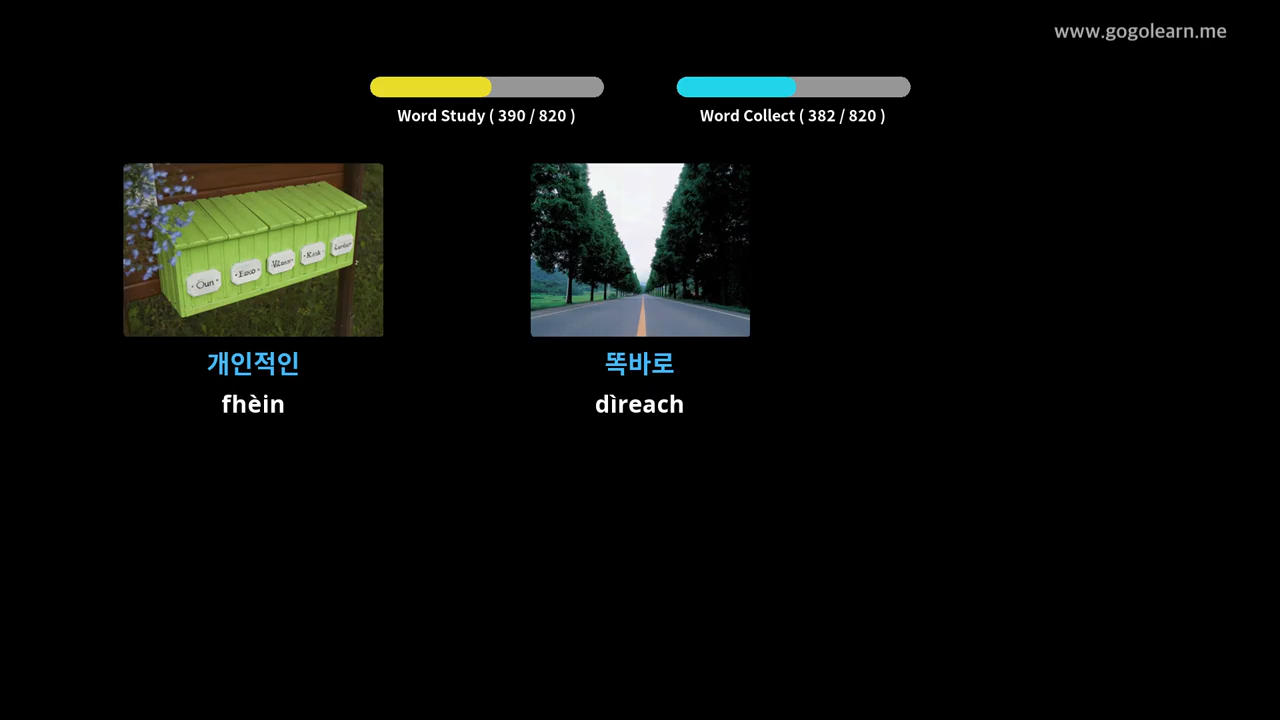 www.gogolearn.me
Word Study ( 390 / 820 )
Word Collect ( 382 / 820 )
개인적인
fhèin
똑바로
dìreach